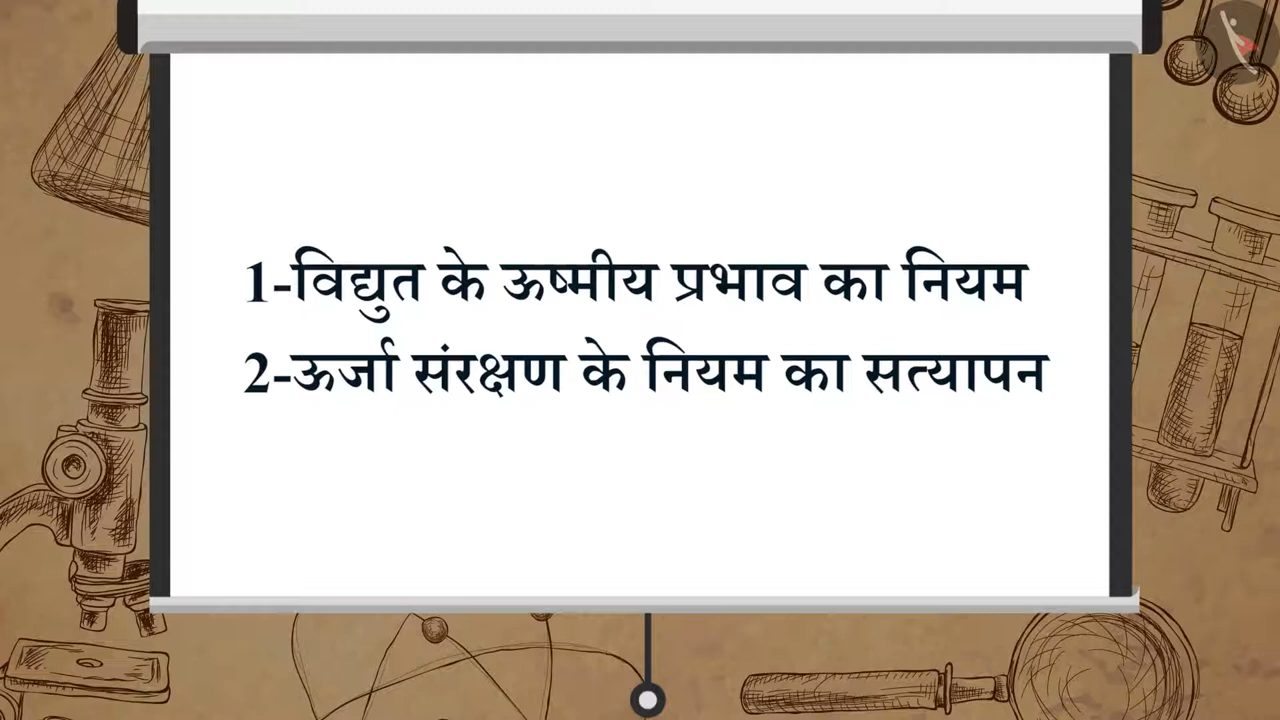 1-विद्युत के ऊष्मीय प्रभाव का नियम
2-ऊर्जा संरक्षण के नियम का सत्यापन